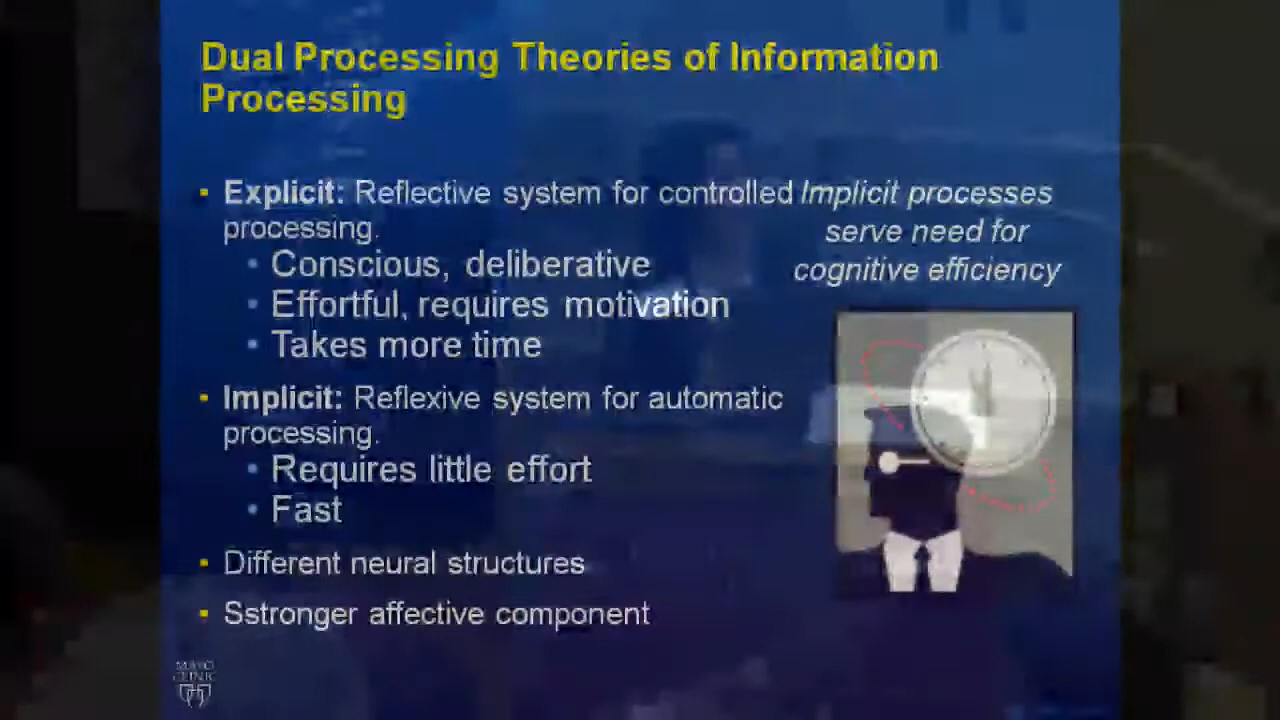 Dual Processing Theories of Information
Processing
▪ Explicit: Reflective system for controlled
processing.
• Conscious, deliberative
• Effortful, requires motivation
• Takes more time
▪ Implicit: Reflexive system for automatic
processing.
• Requires little effort
• Fast
▪ Different neural structures
▪ Sstronger affective component
Implicit processes
serve need for
cognitive efficiency
MAYO
CLINIC